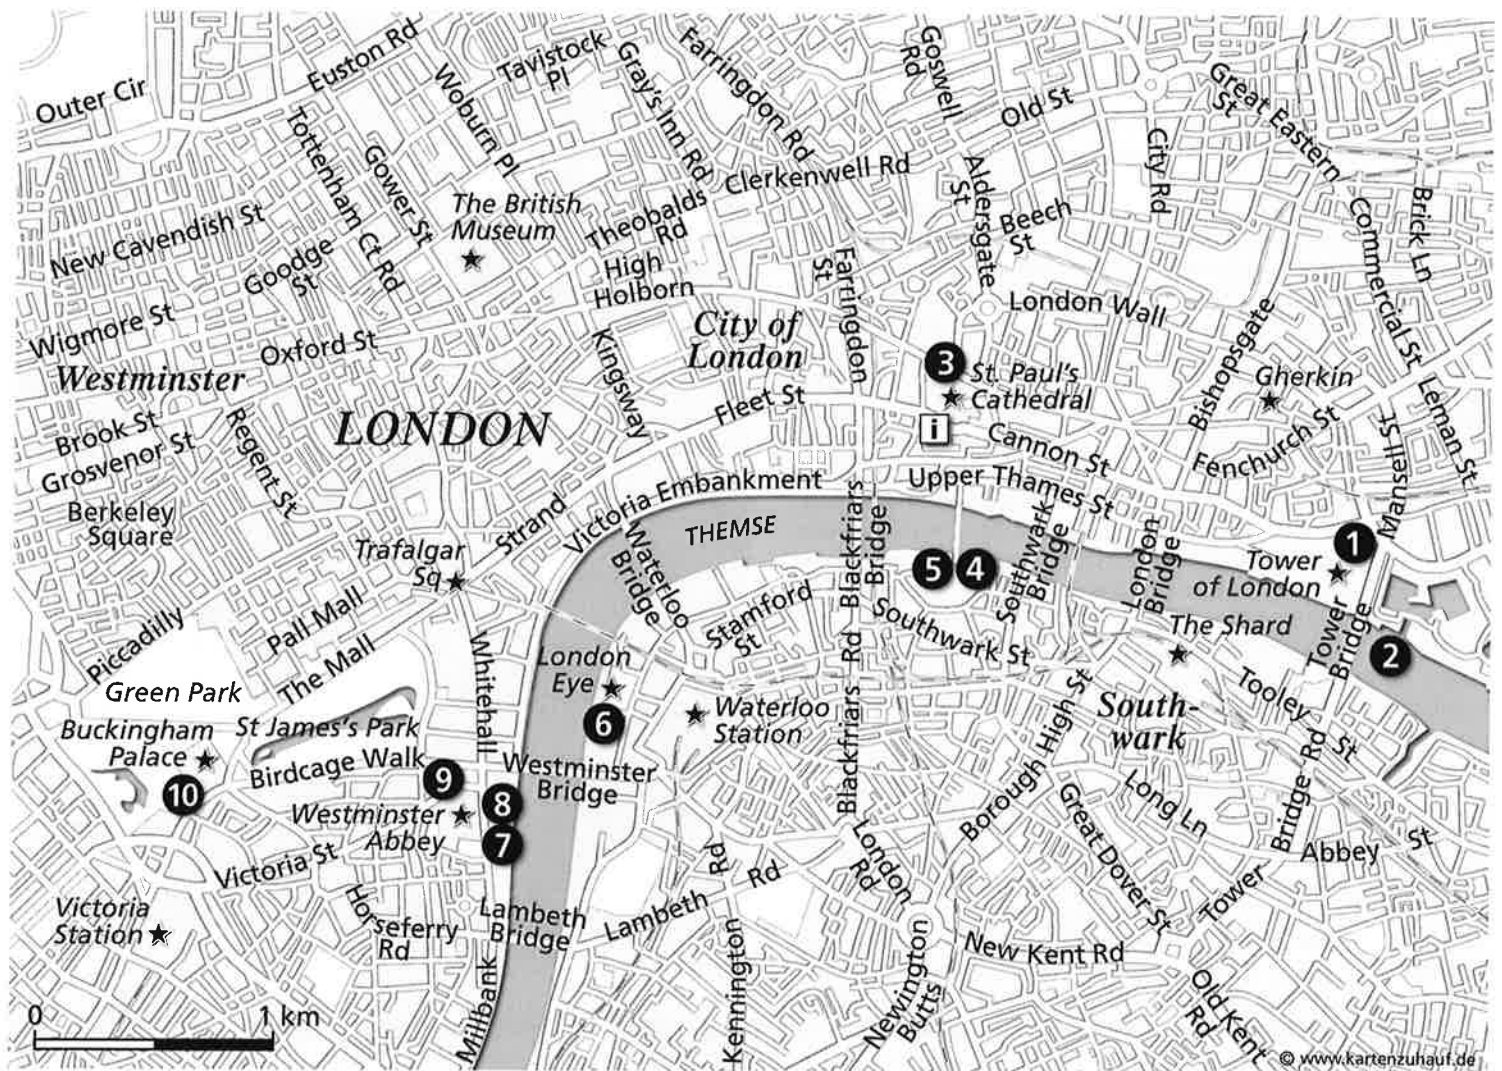 Outer Cir
Euston Rd
Woburn Pl
Tavistock
Pl
Gray's Inn Rd
Farringdon Rd
Goswell
Rd
Old St
Great Eastern
St
Tottenham Ct Rd
Gower St
Clerkenwell Rd
Aldersgate
St
City Rd
Commercial St
Brick Ln
New Cavendish St
Goodge
St
The British
Museum
Theobalds
Rd
High
Holborn
Farringdon
St
Beech
St
London Wall
Bishopsgate
Wigmore St
Oxford St
Kingsway
City of
London
3
St. Paul's
Cathedral
Gherkin
Leman St
Westminster
LONDON
Fleet St
i
Cannon St
Fenchurch St
Mansell St
Brook St
Grosvenor St
Regent St
Berkeley
Square
Strand
Victoria Embankment
Upper Thames St
THEMSE
Trafalgar
Sq
Waterloo
Bridge
Blackfriars
Bridge
5
4
Southwark
Bridge
London
Bridge
Tower
of London
1
Tower
Bridge
2
Piccadilly
Pall Mall
The Mall
Whitehall
Stamford
St
Southwark St
The Shard
Green Park
London
Eye
6
Waterloo
Station
Blackfriars Rd
South-
wark
Tooley
St
Buckingham
Palace
10
St James's Park
Birdcage Walk
9
Westminster
Abbey
8
7
Westminster
Bridge
Borough High St
Long Ln
Great Dover St
Tower
Bridge Rd
Abbey St
Victoria St
Victoria
Station
Horseferry
Rd
Lambeth
Bridge
Lambeth Rd
Kennington
Rd
London
Rd
Newington
Butts
New Kent Rd
Old Kent
Rd
Millbank
0 1 km
© www.kartenzuhauf.de